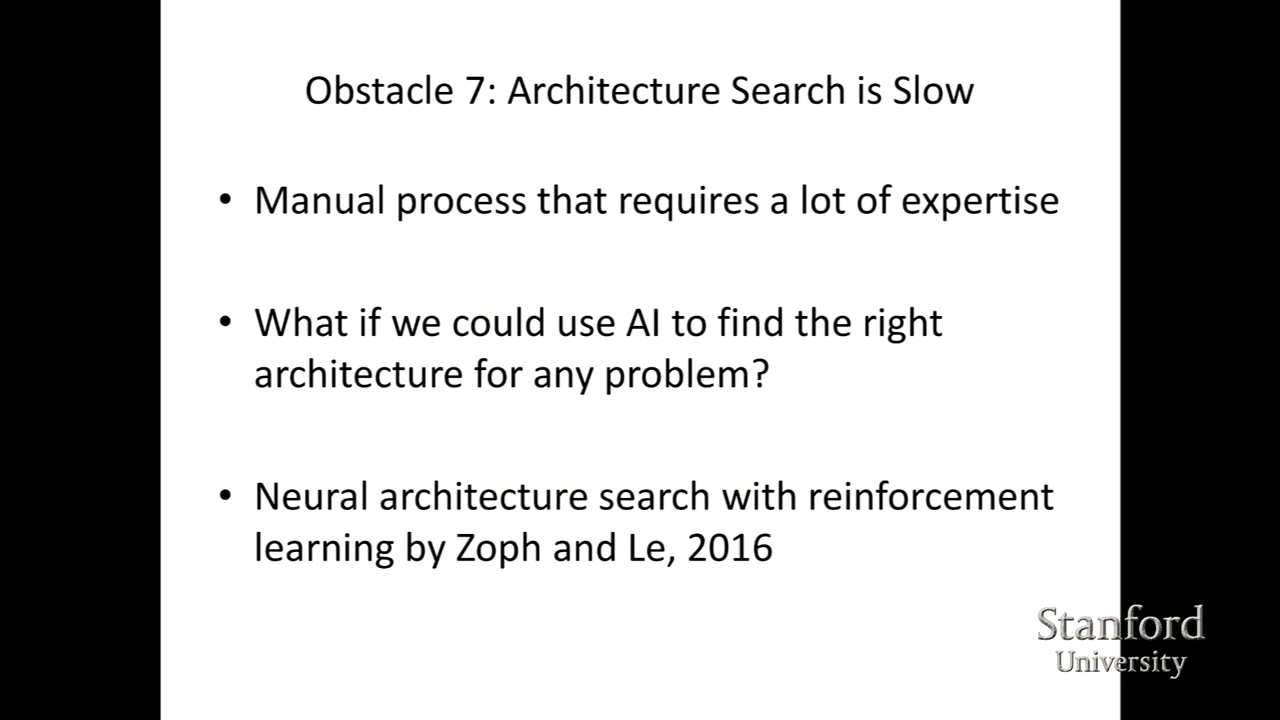 Obstacle 7: Architecture Search is Slow
• Manual process that requires a lot of expertise
• What if we could use AI to find the right
architecture for any problem?
• Neural architecture search with reinforcement
learning by Zoph and Le, 2016
Stanford
University